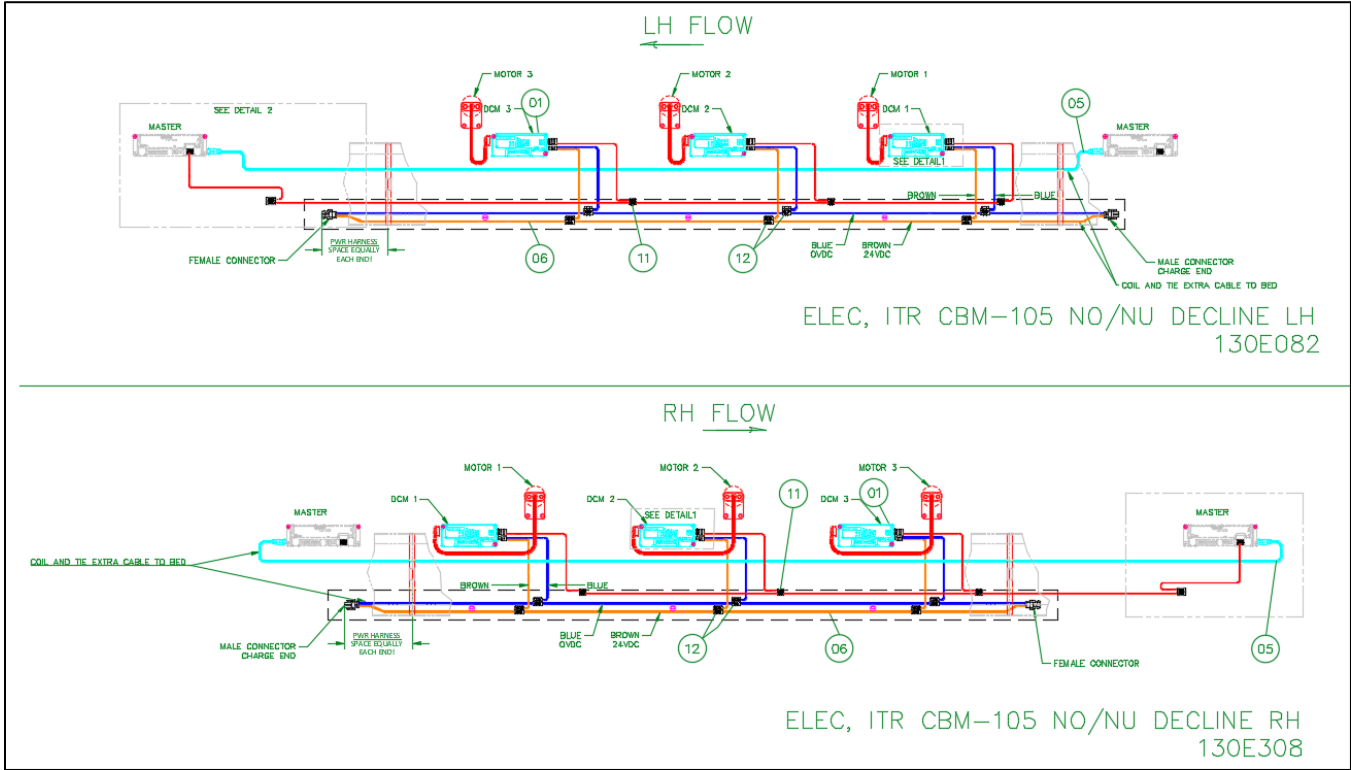 LH FLOW
MOTOR 3
MOTOR 2
MOTOR 1
SEE DETAIL 2
DCM 3
01
DCM 2
DCM 1
05
MASTER
MASTER
SEE DETAIL1
BROWN
BLUE
PWR HARNESS
SPACE EQUALLY
EACH END!
FEMALE CONNECTOR
06
11
12
BLUE
0VDC
BROWN
24VDC
MALE CONNECTOR
CHARGE END
COIL AND TIE EXTRA CABLE TO BED
ELEC, ITR CBM-105 NO/NU DECLINE LH
130E082
RH FLOW
MOTOR 1
MOTOR 2
MOTOR 3
DCM 1
DCM 2
11
DCM 3
01
MASTER
SEE DETAIL1
MASTER
COIL AND TIE EXTRA CABLE TO BED
BROWN
BLUE
PWR HARNESS
SPACE EQUALLY
EACH END!
MALE CONNECTOR
CHARGE END
BLUE
0VDC
BROWN
24VDC
12
06
FEMALE CONNECTOR
05
ELEC, ITR CBM-105 NO/NU DECLINE RH
130E308